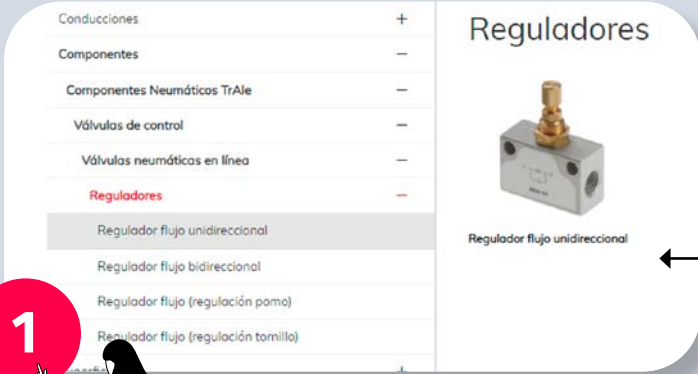 Conducciones +
Componentes −
Componentes Neumáticos TrAle −
Válvulas de control −
Válvulas neumáticas en línea −
Reguladores −
Regulador flujo unidireccional
Regulador flujo bidireccional
Regulador flujo (regulación pomo)
Regulador flujo (regulación tornillo)
1
Reguladores
Regulador flujo unidireccional